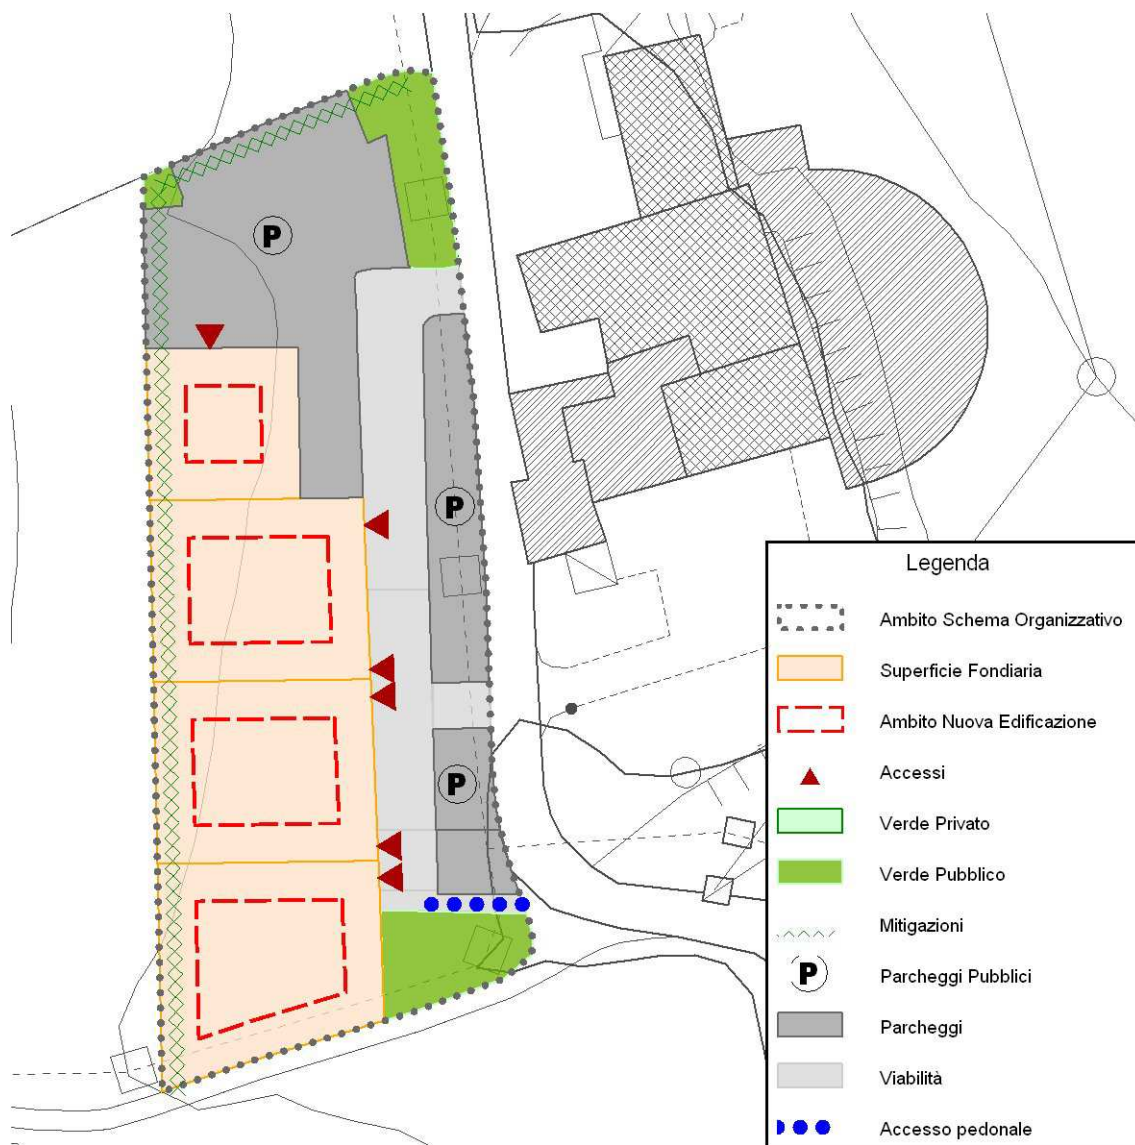 P
P
P
Legenda
Ambito Schema Organizzativo
Superficie Fondiaria
Ambito Nuova Edificazione
Accessi
Verde Privato
Verde Pubblico
Mitigazioni
P Parcheggi Pubblici
Parcheggi
Viabilità
Accesso pedonale